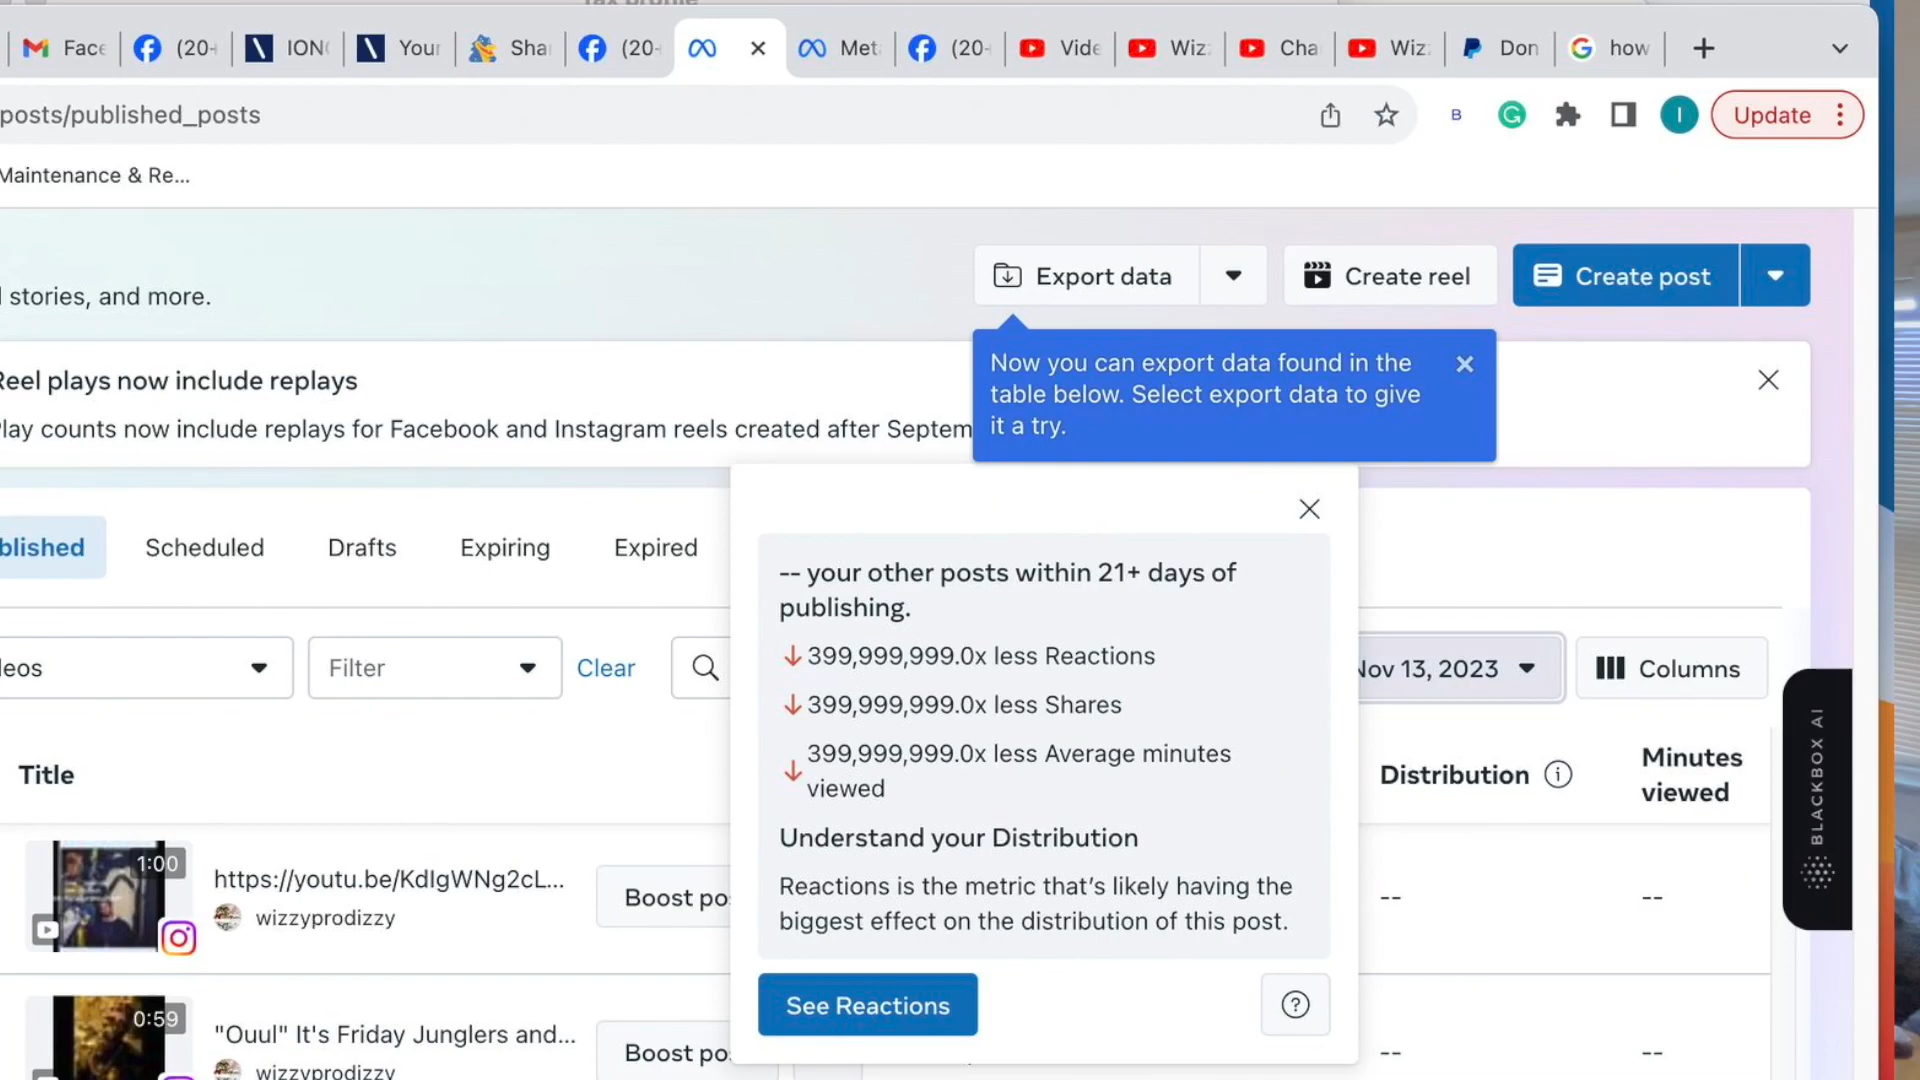 Face
(20+
IONO
Your
Sha
(20-
Met
(20-
Vide
Wiz
Cha
Wiz
Don
how
posts/published_posts
B
I
Update
Maintenance & Re...
stories, and more.
Export data
Create reel
Create post
Reel plays now include replays
Play counts now include replays for Facebook and Instagram reels created after Septem
Now you can export data found in the
table below. Select export data to give
it a try.
blished
Scheduled
Drafts
Expiring
Expired
-- your other posts within 21+ days of
publishing.
399,999,999.0x less Reactions
399,999,999.0x less Shares
399,999,999.0x less Average minutes
viewed
Understand your Distribution
Reactions is the metric that's likely having the
biggest effect on the distribution of this post.
See Reactions
deos
Filter
Clear
Nov 13, 2023
Columns
Title
Distribution
Minutes
viewed
BLACKBOX AI
1:00
https://youtu.be/KdIgWNg2cL...
wizzyprodizzy
Boost po
--
--
0:59
"Ouul" It's Friday Junglers and...
wizzyprodizzy
Boost po
--
--